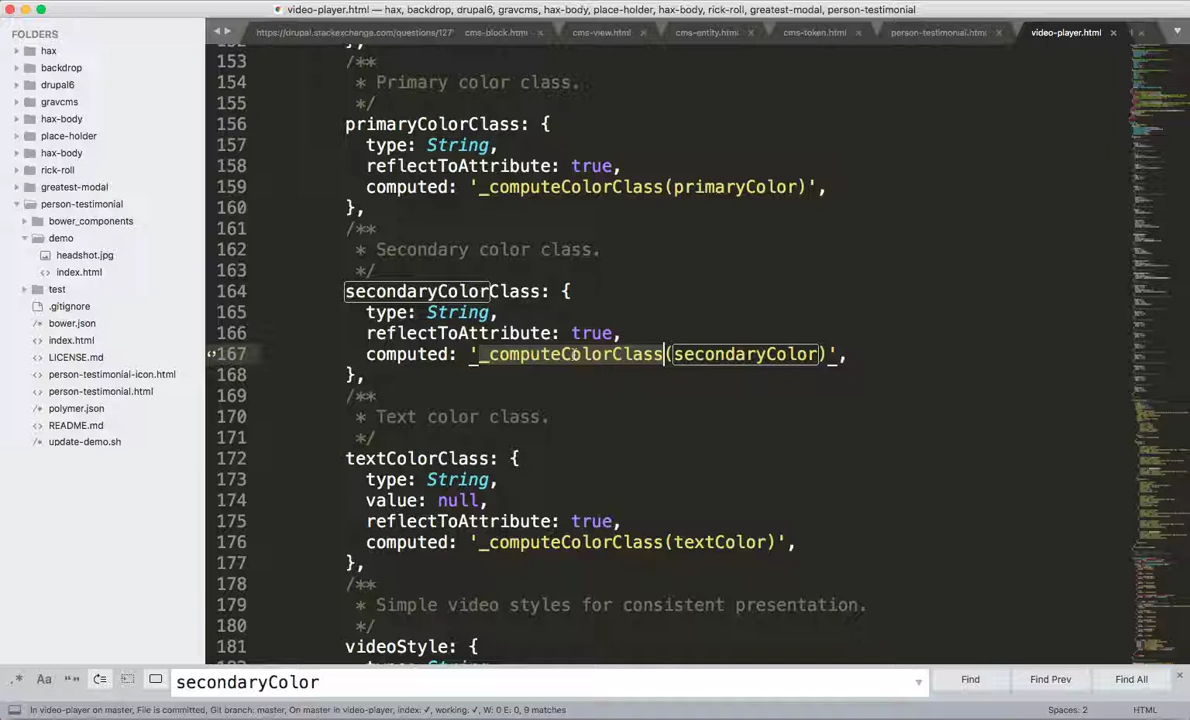 video-player.html — hax, backdrop, drupal6, gravcms, hax-body, place-holder, hax-body, rick-roll, greatest-modal, person-testimonial
FOLDERS
hax
backdrop
drupal6
gravcms
hax-body
place-holder
hax-body
rick-roll
greatest-modal
person-testimonial
bower_components
demo
headshot.jpg
index.html
test
.gitignore
bower.json
index.html
LICENSE.md
person-testimonial-icon.html
person-testimonial.html
polymer.json
README.md
update-demo.sh
https://drupal.stackexchange.com/questions/127
cms-block.html
cms-view.html
cms-entity.html
cms-token.html
person-testimonial.html
video-player.html
153 /**
154 * Primary color class.
155 */
156 primaryColorClass: {
157 type: String,
158 reflectToAttribute: true,
159 computed: '_computeColorClass(primaryColor)',
160 },
161 /**
162 * Secondary color class.
163 */
164 secondaryColorClass: {
165 type: String,
166 reflectToAttribute: true,
167 computed: '_computeColorClass(secondaryColor)',
168 },
169 /**
170 * Text color class.
171 */
172 textColorClass: {
173 type: String,
174 value: null,
175 reflectToAttribute: true,
176 computed: '_computeColorClass(textColor)',
177 },
178 /**
179 * Simple video styles for consistent presentation.
180 */
181 videoStyle: {
.* Aa “” secondaryColor Find Find Prev Find All
In video-player on master, File is committed, Git branch: master, On master in video-player, index: ✓, working: ✓, W: 0 E: 0, 9 matches Spaces: 2 HTML